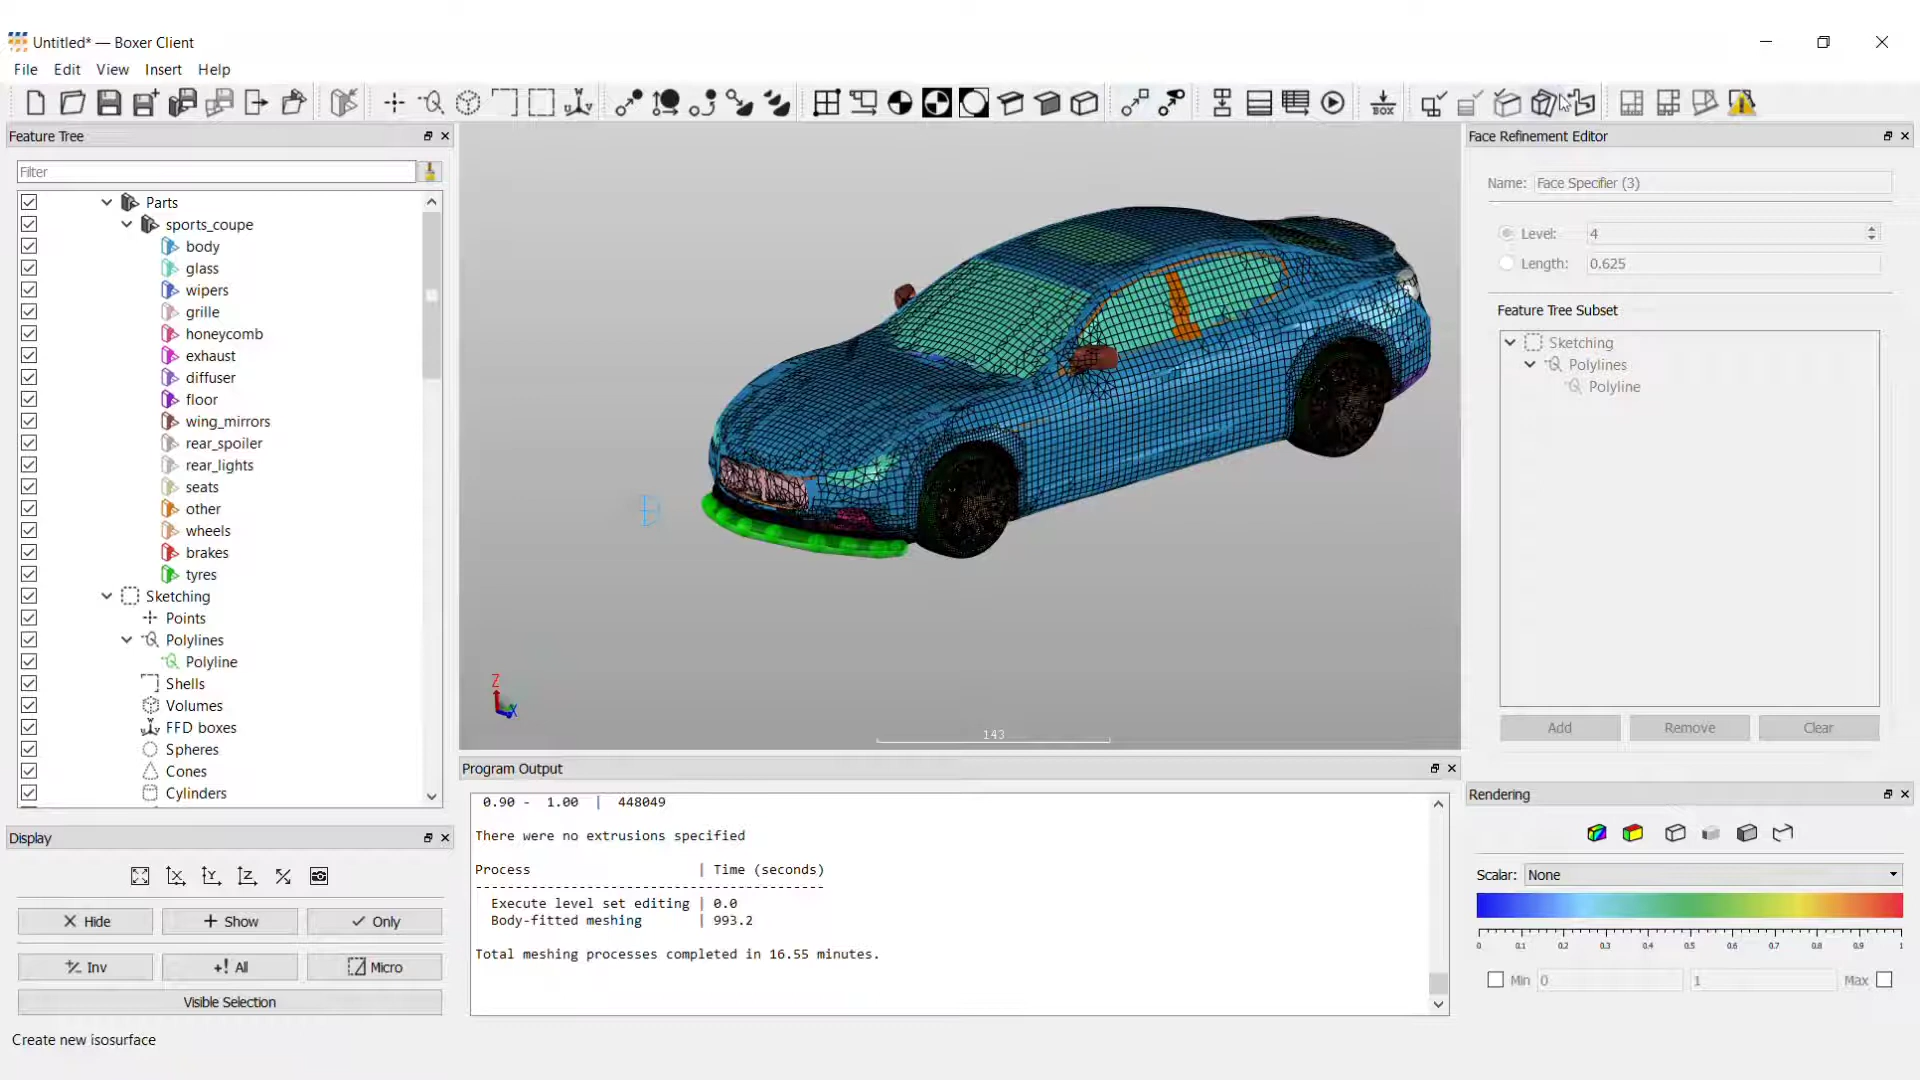 Untitled* — Boxer Client
File Edit View Insert Help
BOX
Feature Tree
Filter
Parts
sports_coupe
body
glass
wipers
grille
honeycomb
exhaust
diffuser
floor
wing_mirrors
rear_spoiler
rear_lights
seats
other
wheels
brakes
tyres
Sketching
Points
Polylines
Polyline
Shells
Volumes
FFD boxes
Spheres
Cones
Cylinders
Display
X Y Z
Hide Show Only
Inv All Micro
Visible Selection
Create new isosurface
Z
X
143
Program Output
0.90 - 1.00 | 448049
There were no extrusions specified
Process | Time (seconds)
-------------------------------------------
Execute level set editing | 0.0
Body-fitted meshing | 993.2
Total meshing processes completed in 16.55 minutes.
Face Refinement Editor
Name: Face Specifier (3)
Level: 4
Length: 0.625
Feature Tree Subset
Sketching
Polylines
Polyline
Add Remove Clear
Rendering
Scalar: None
0 0.1 0.2 0.3 0.4 0.5 0.6 0.7 0.8 0.9 1
Min 0 1 Max